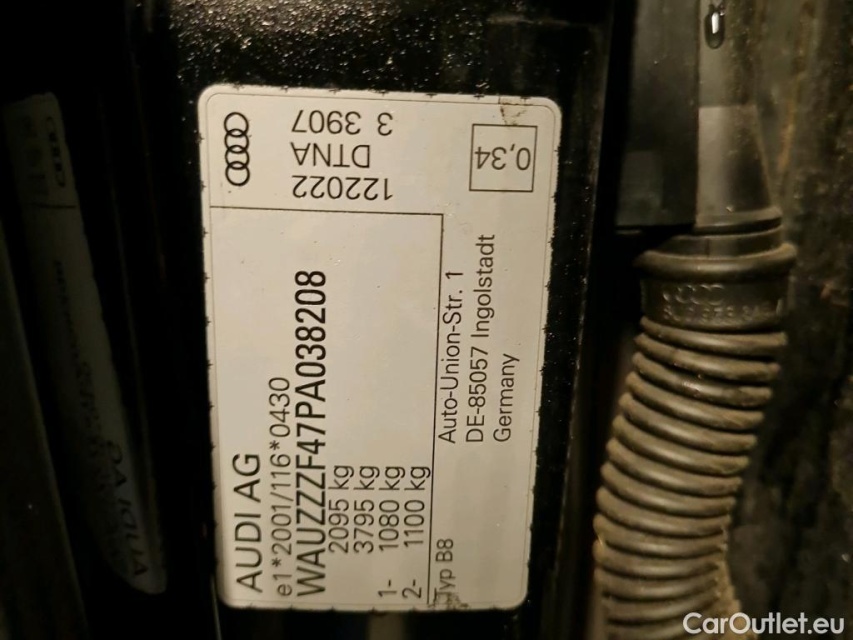 AUDI AG
e1*2001/116*0430
WAUZZZF47PA038208
2095 kg
3795 kg
1- 1080 kg
2- 1100 kg
Typ B8
Auto-Union-Str. 1
DE-85057 Ingolstadt
Germany
3 3907
DTNA
122022
0,34
CarOutlet.eu